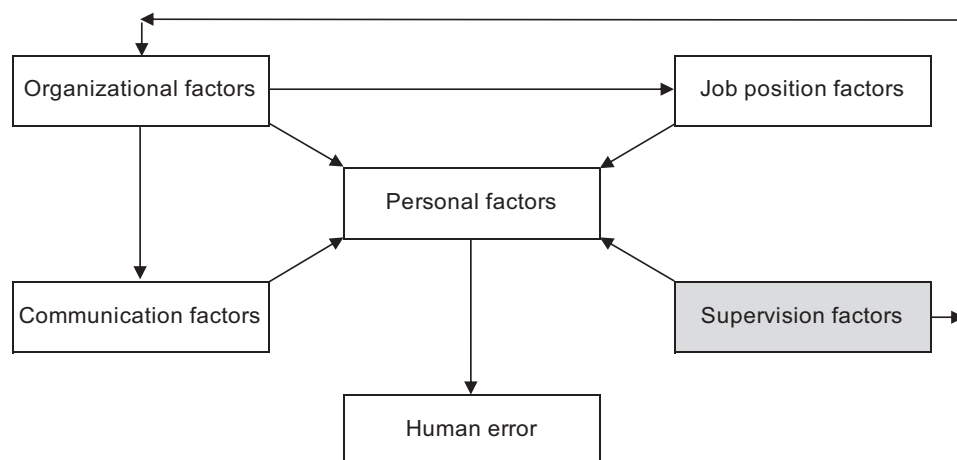 Organizational factors
Job position factors
Personal factors
Communication factors
Supervision factors
Human error